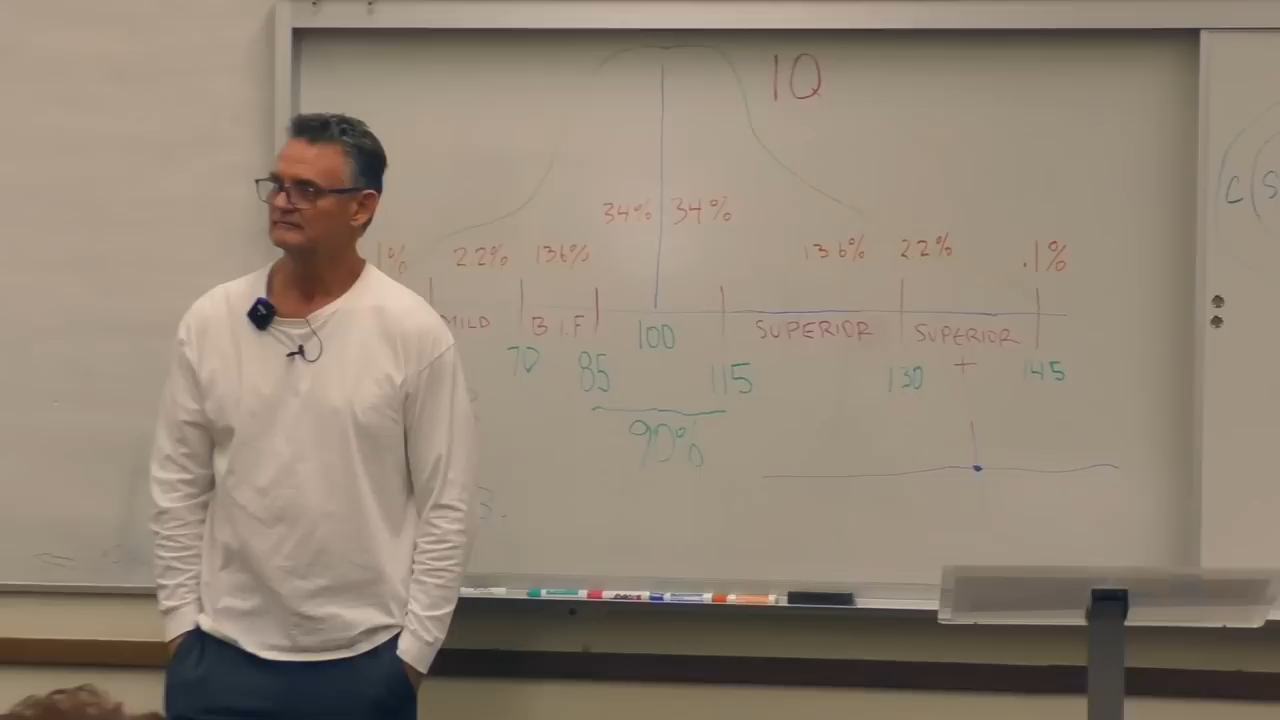 IQ
34% 34%
1% 2.2% 13.6% 13.6% 2.2% .1%
MILD B.I.F 100 SUPERIOR SUPERIOR
+
70 85 115 130 145
90%
3.
C S